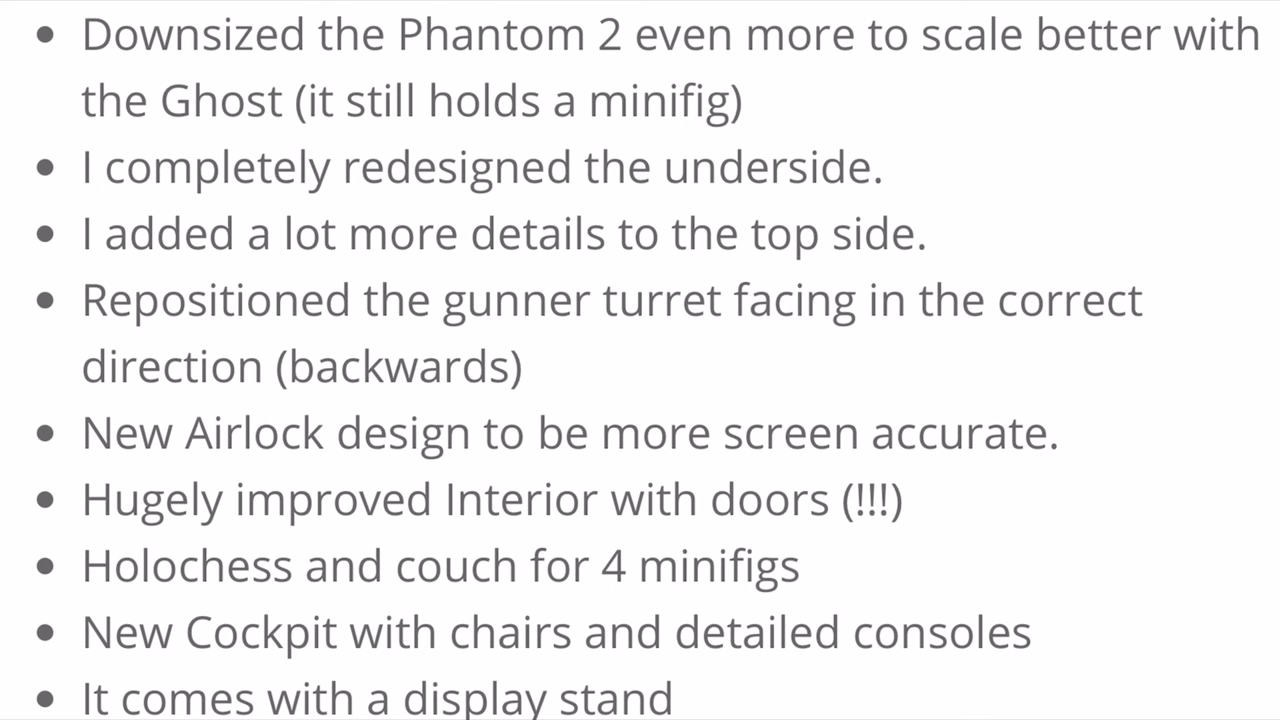 • Downsized the Phantom 2 even more to scale better with
the Ghost (it still holds a minifig)
• I completely redesigned the underside.
• I added a lot more details to the top side.
• Repositioned the gunner turret facing in the correct
direction (backwards)
• New Airlock design to be more screen accurate.
• Hugely improved Interior with doors (!!!)
• Holochess and couch for 4 minifigs
• New Cockpit with chairs and detailed consoles
• It comes with a display stand